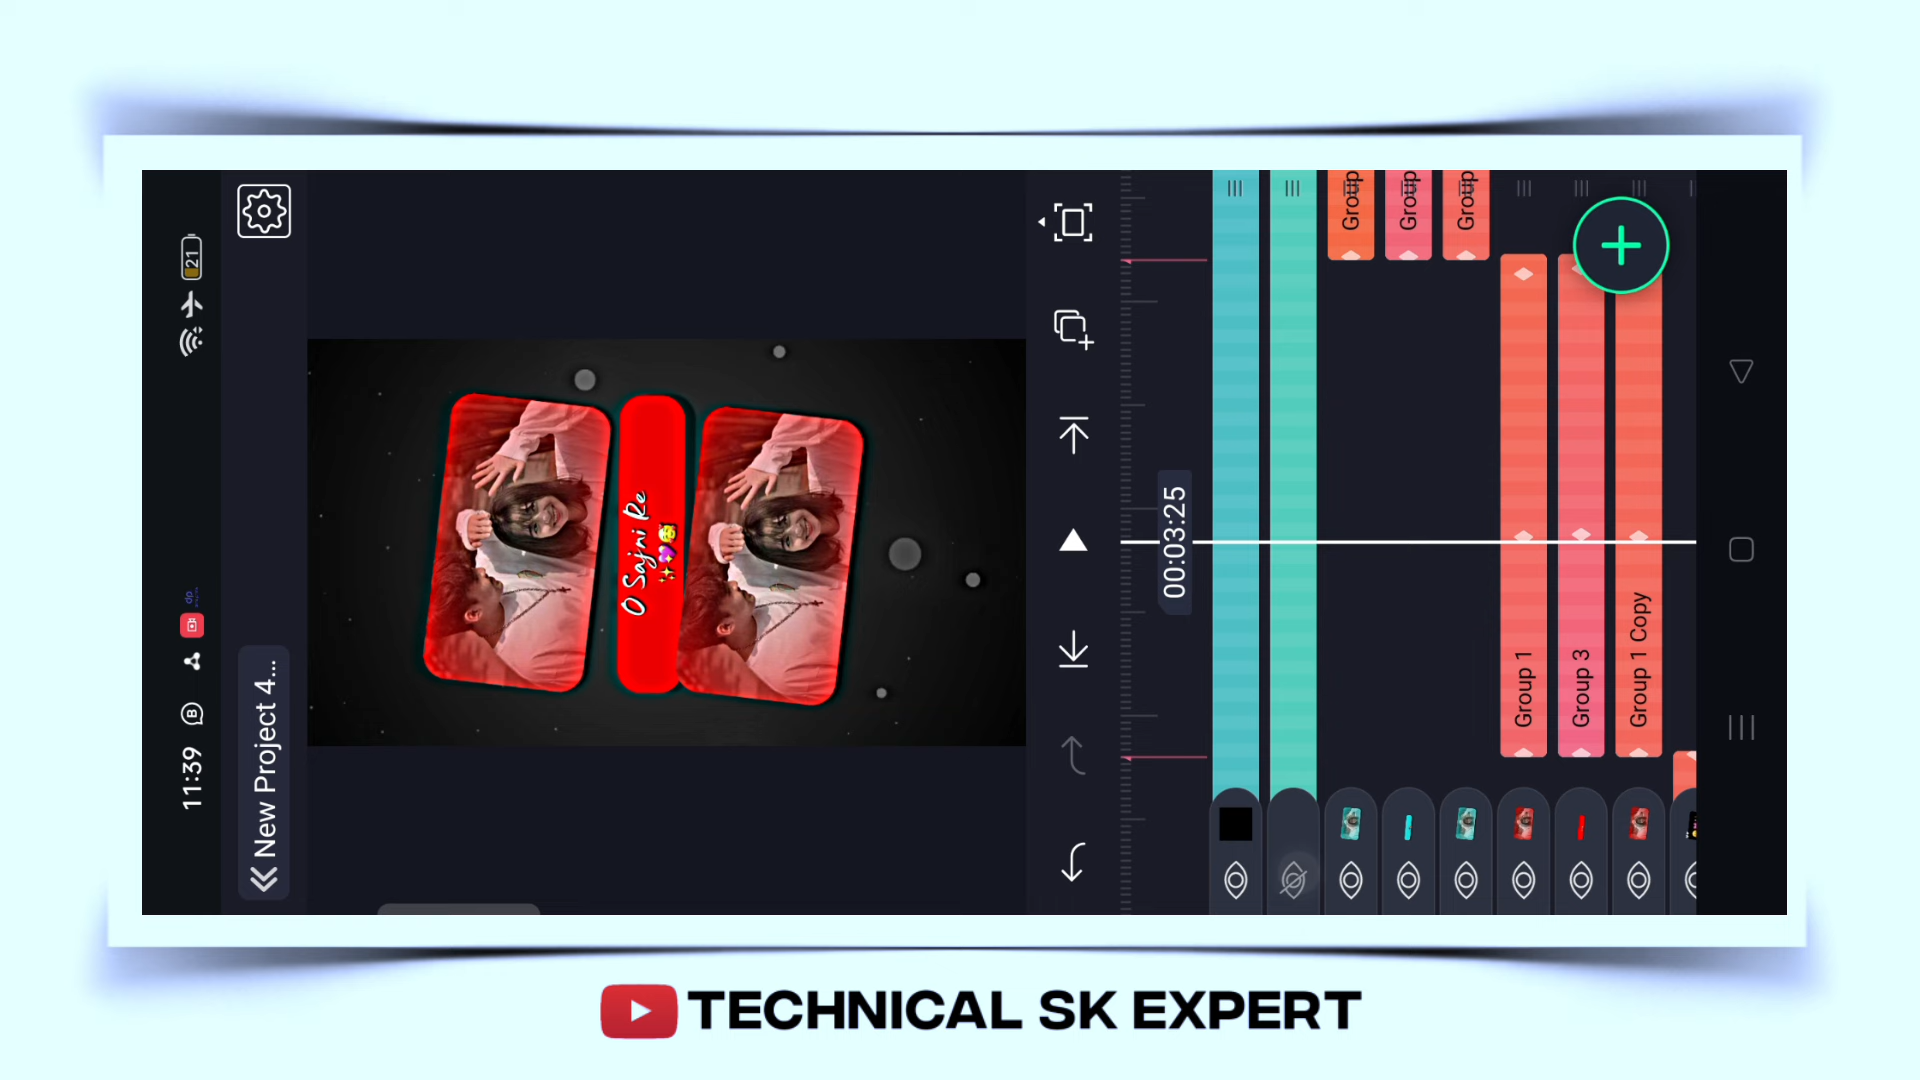 11:39
21
New Project 4...
O Sajni Re
00:03:25
Group
Group
Group
Group 1
Group 3
Group 1 Copy
TECHNICAL SK EXPERT